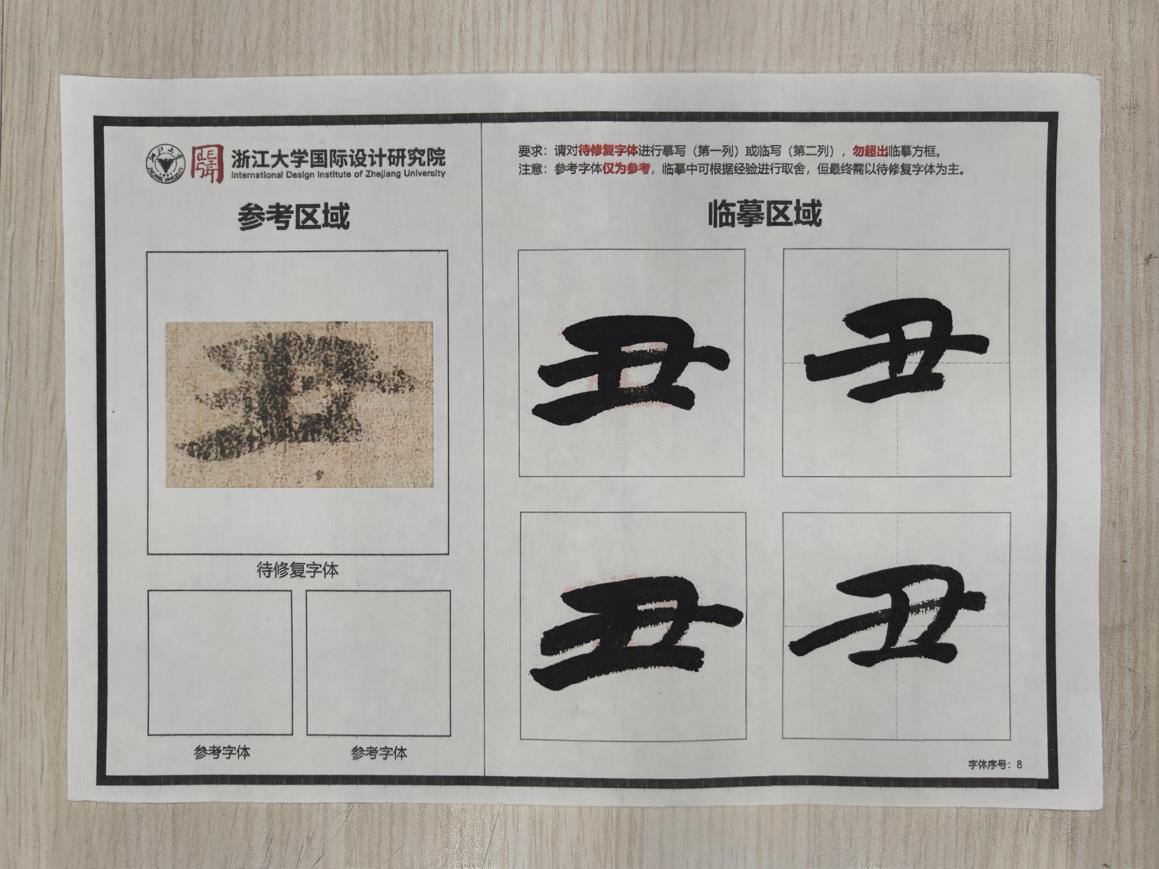 浙江大学国际设计研究院
International Design Institute of Zhejiang University
参考区域
待修复字体
参考字体
参考字体
要求：请对待修复字体进行摹写（第一列）或临写（第二列），勿超出临摹方框。
注意：参考字体仅为参考，临摹中可根据经验进行取舍，但最终需以待修复字体为主。
临摹区域
丑 丑
丑 丑
字体序号：8